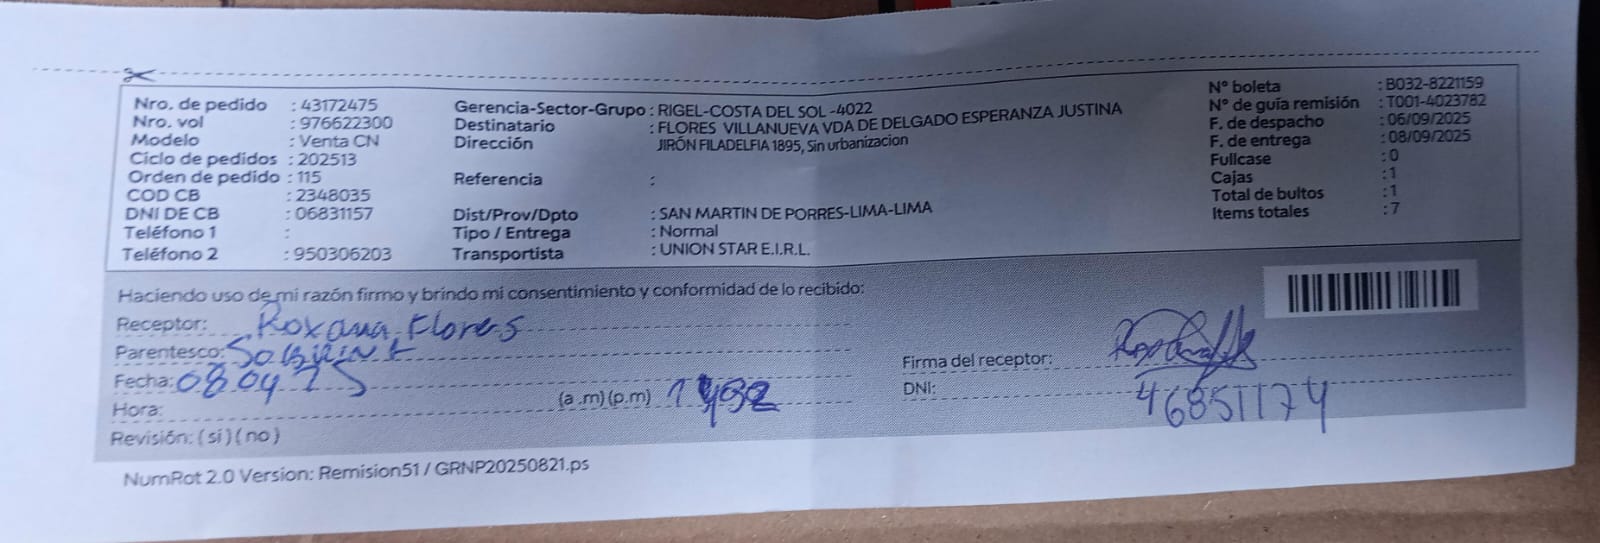 Nro. de pedido : 43172475
Nro. vol : 976622300
Modelo : Venta CN
Ciclo de pedidos : 202513
Orden de pedido : 115
COD CB : 2348035
DNI DE CB : 06831157
Teléfono 1 :
Teléfono 2 : 950306203
Gerencia-Sector-Grupo : RIGEL-COSTA DEL SOL -4022
Destinatario : FLORES VILLANUEVA VDA DE DELGADO ESPERANZA JUSTINA
Dirección JIRÓN FILADELFIA 1895, Sin urbanizacion
Referencia :
Dist/Prov/Dpto : SAN MARTIN DE PORRES-LIMA-LIMA
Tipo / Entrega : Normal
Transportista : UNION STAR E.I.R.L.
N° boleta : B032-8221159
N° de guía remisión : T001-4023782
F. de despacho : 06/09/2025
F. de entrega : 08/09/2025
Fullcase : 0
Cajas : 1
Total de bultos : 1
Items totales : 7
Haciendo uso de mi razón firmo y brindo mi consentimiento y conformidad de lo recibido:
Receptor: Roxana Flores
Parentesco:
Fecha:
Hora: (a .m) (p.m)
Revisión: ( si ) ( no )
Firma del receptor:
DNI: 46851174
NumRot 2.0 Version: Remision51 / GRNP20250821.ps